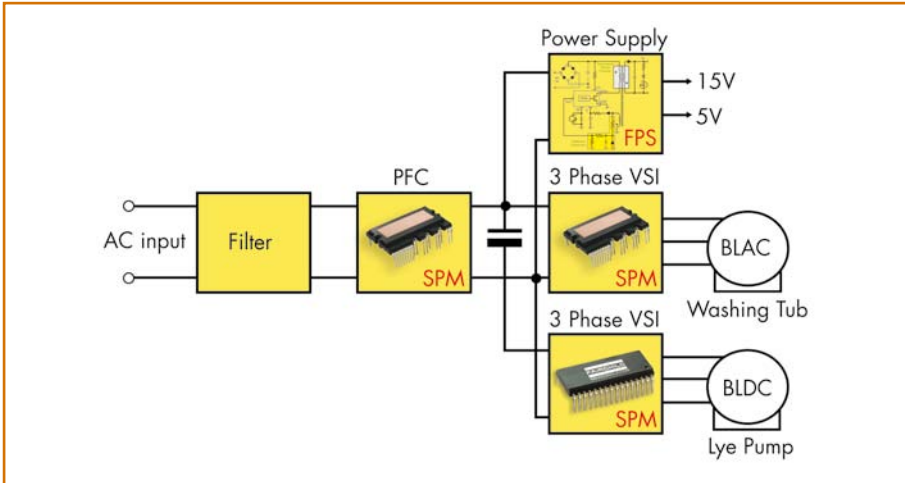 Power Supply
FPS
15V
5V
AC input
Filter
PFC
SPM
3 Phase VSI
SPM
BLAC
Washing Tub
3 Phase VSI
SPM
BLDC
Lye Pump